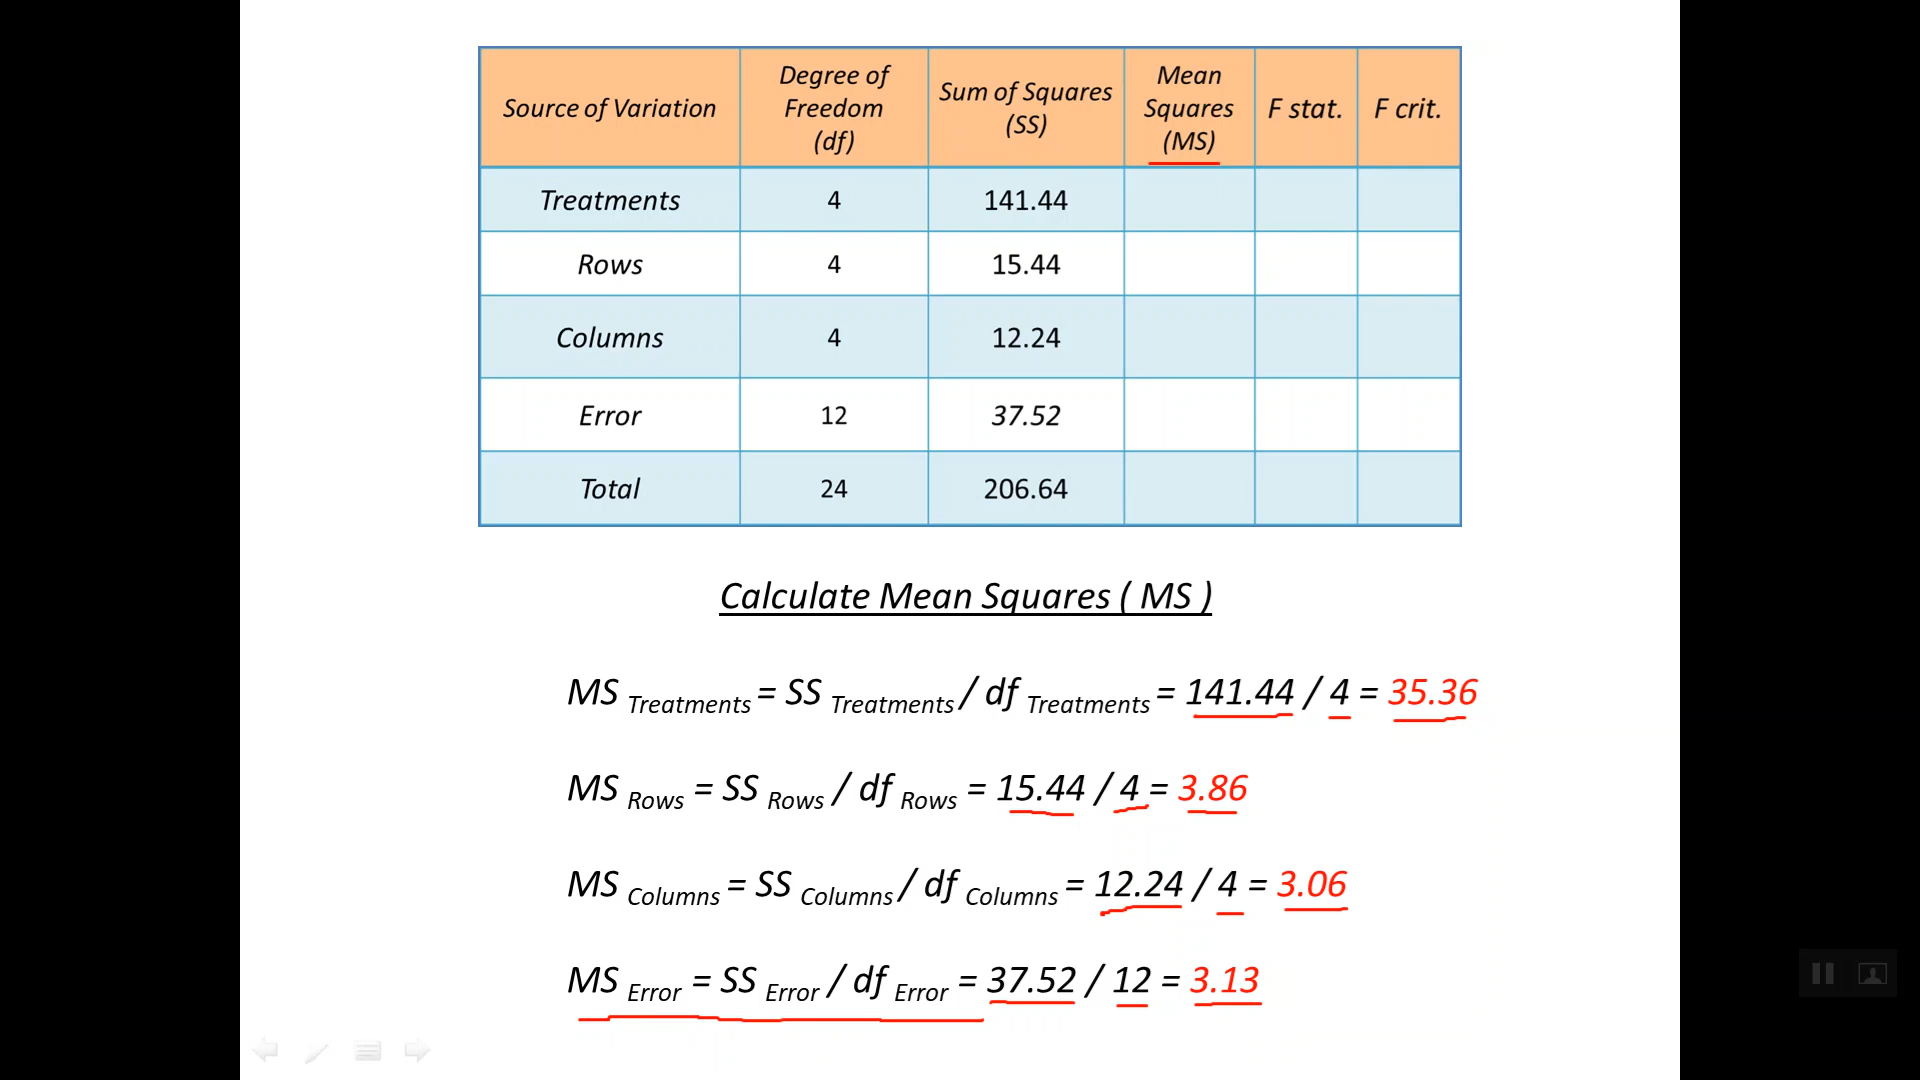 Source of Variation Degree of Freedom (df) Sum of Squares (SS) Mean Squares (MS) F stat. F crit.
Treatments 4 141.44
Rows 4 15.44
Columns 4 12.24
Error 12 37.52
Total 24 206.64
Calculate Mean Squares ( MS )
MS Treatments = SS Treatments / df Treatments = 141.44 / 4 = 35.36
MS Rows = SS Rows / df Rows = 15.44 / 4 = 3.86
MS Columns = SS Columns / df Columns = 12.24 / 4 = 3.06
MS Error = SS Error / df Error = 37.52 / 12 = 3.13